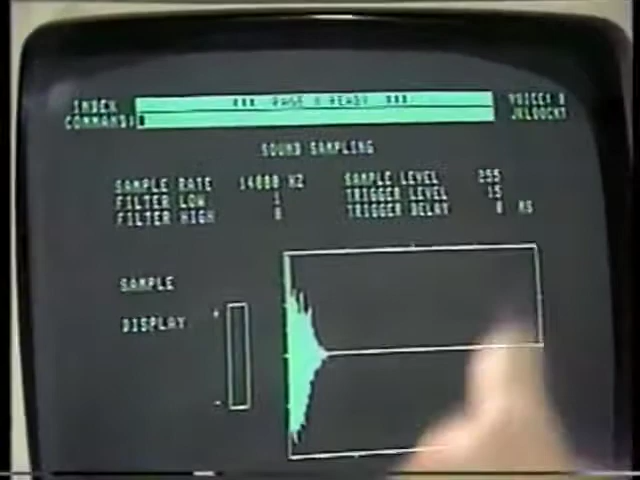 INDEX *** PAGE 8 READY *** VOICE: 8
COMMAND:
SOUND SAMPLING
SAMPLE RATE 14080 HZ SAMPLE LEVEL 255
FILTER LOW 1 TRIGGER LEVEL 15
FILTER HIGH 8 TRIGGER DELAY 0 MS
SAMPLE
DISPLAY